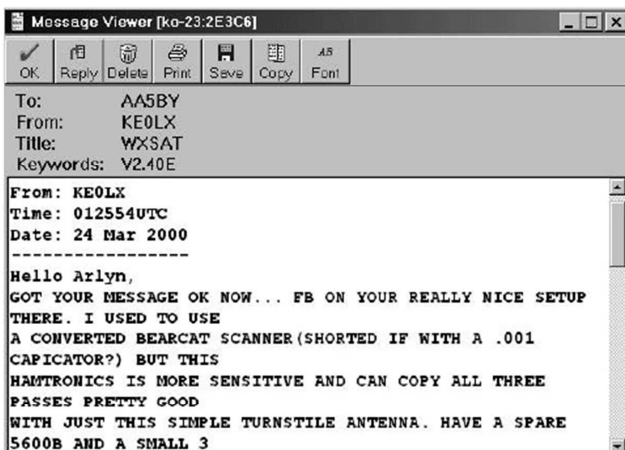 Message Viewer [ko-23:2E3C6]
OK Reply Delete Print Save Copy Font
To: AA5BY
From: KE0LX
Title: WXSAT
Keywords: V2.40E
From: KE0LX
Time: 012554UTC
Date: 24 Mar 2000
-----------------
Hello Arlyn,
GOT YOUR MESSAGE OK NOW... FB ON YOUR REALLY NICE SETUP
THERE. I USED TO USE
A CONVERTED BEARCAT SCANNER(SHORTED IF WITH A .001
CAPICATOR?) BUT THIS
HAMTRONICS IS MORE SENSITIVE AND CAN COPY ALL THREE
PASSES PRETTY GOOD
WITH JUST THIS SIMPLE TURNSTILE ANTENNA. HAVE A SPARE
5600B AND A SMALL 3